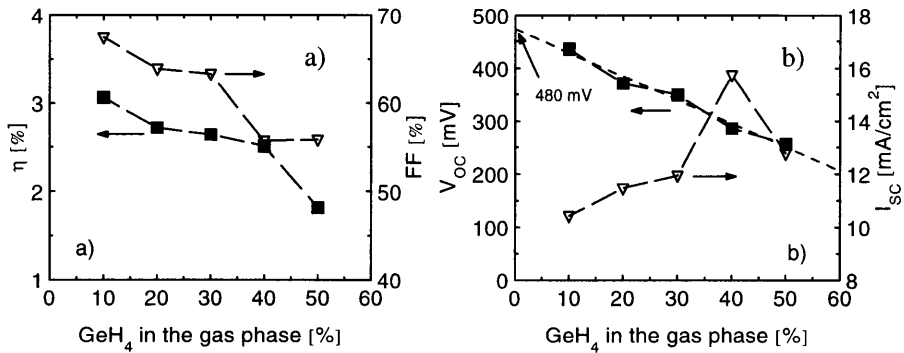 4
3
2
1
η [%]
a)
a)
70
60
50
40
FF [%]
10 20 30 40 50 60
GeH4 in the gas phase [%]
500
400
300
200
100
0
VOC [mV]
480 mV
b)
b)
18
16
14
12
10
8
ISC [mA/cm2]
0 10 20 30 40 50 60
GeH4 in the gas phase [%]